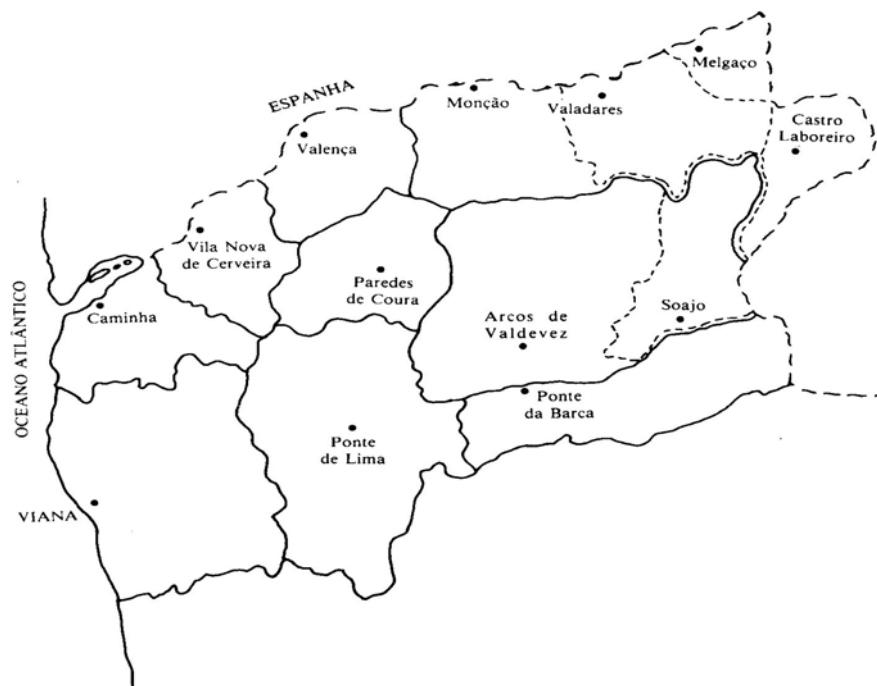 Melgaço
ESPANHA
Monção
Valadares
Castro
Laboreiro
Valença
Vila Nova
de Cerveira
Paredes
de Coura
Soajo
Caminha
Arcos de
Valdevez
OCEANO ATLÂNTICO
Ponte
da Barca
Ponte
de Lima
VIANA